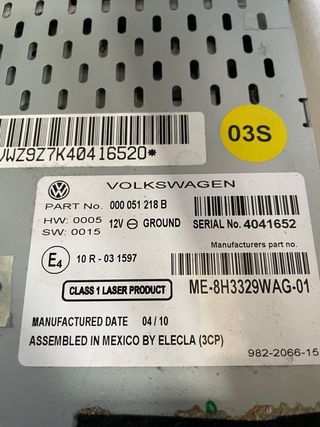 03S
VWZ9Z7K4041652O*
VOLKSWAGEN
PART No. 000 051 218 B
HW: 0005 12V ⊖ GROUND SERIAL No. 4041652
SW: 0015
Manufacturers part no.
E4 10 R - 03 1597
CLASS 1 LASER PRODUCT
ME-8H3329WAG-01
MANUFACTURED DATE 04 / 10
ASSEMBLED IN MEXICO BY ELECLA (3CP)
982-2066-15